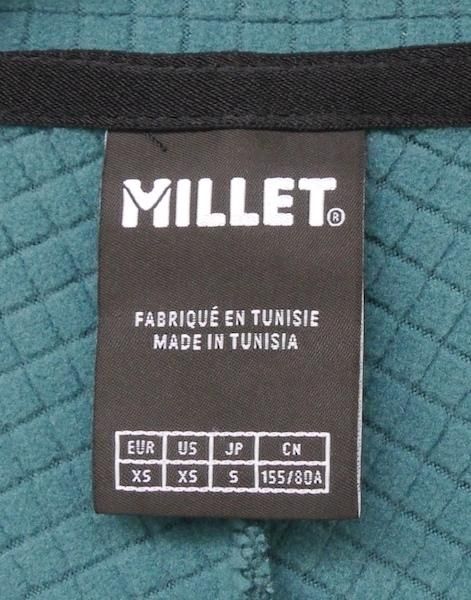 MILLET®
FABRIQUÉ EN TUNISIE
MADE IN TUNISIA
EUR US JP CN
XS XS S 155/80A